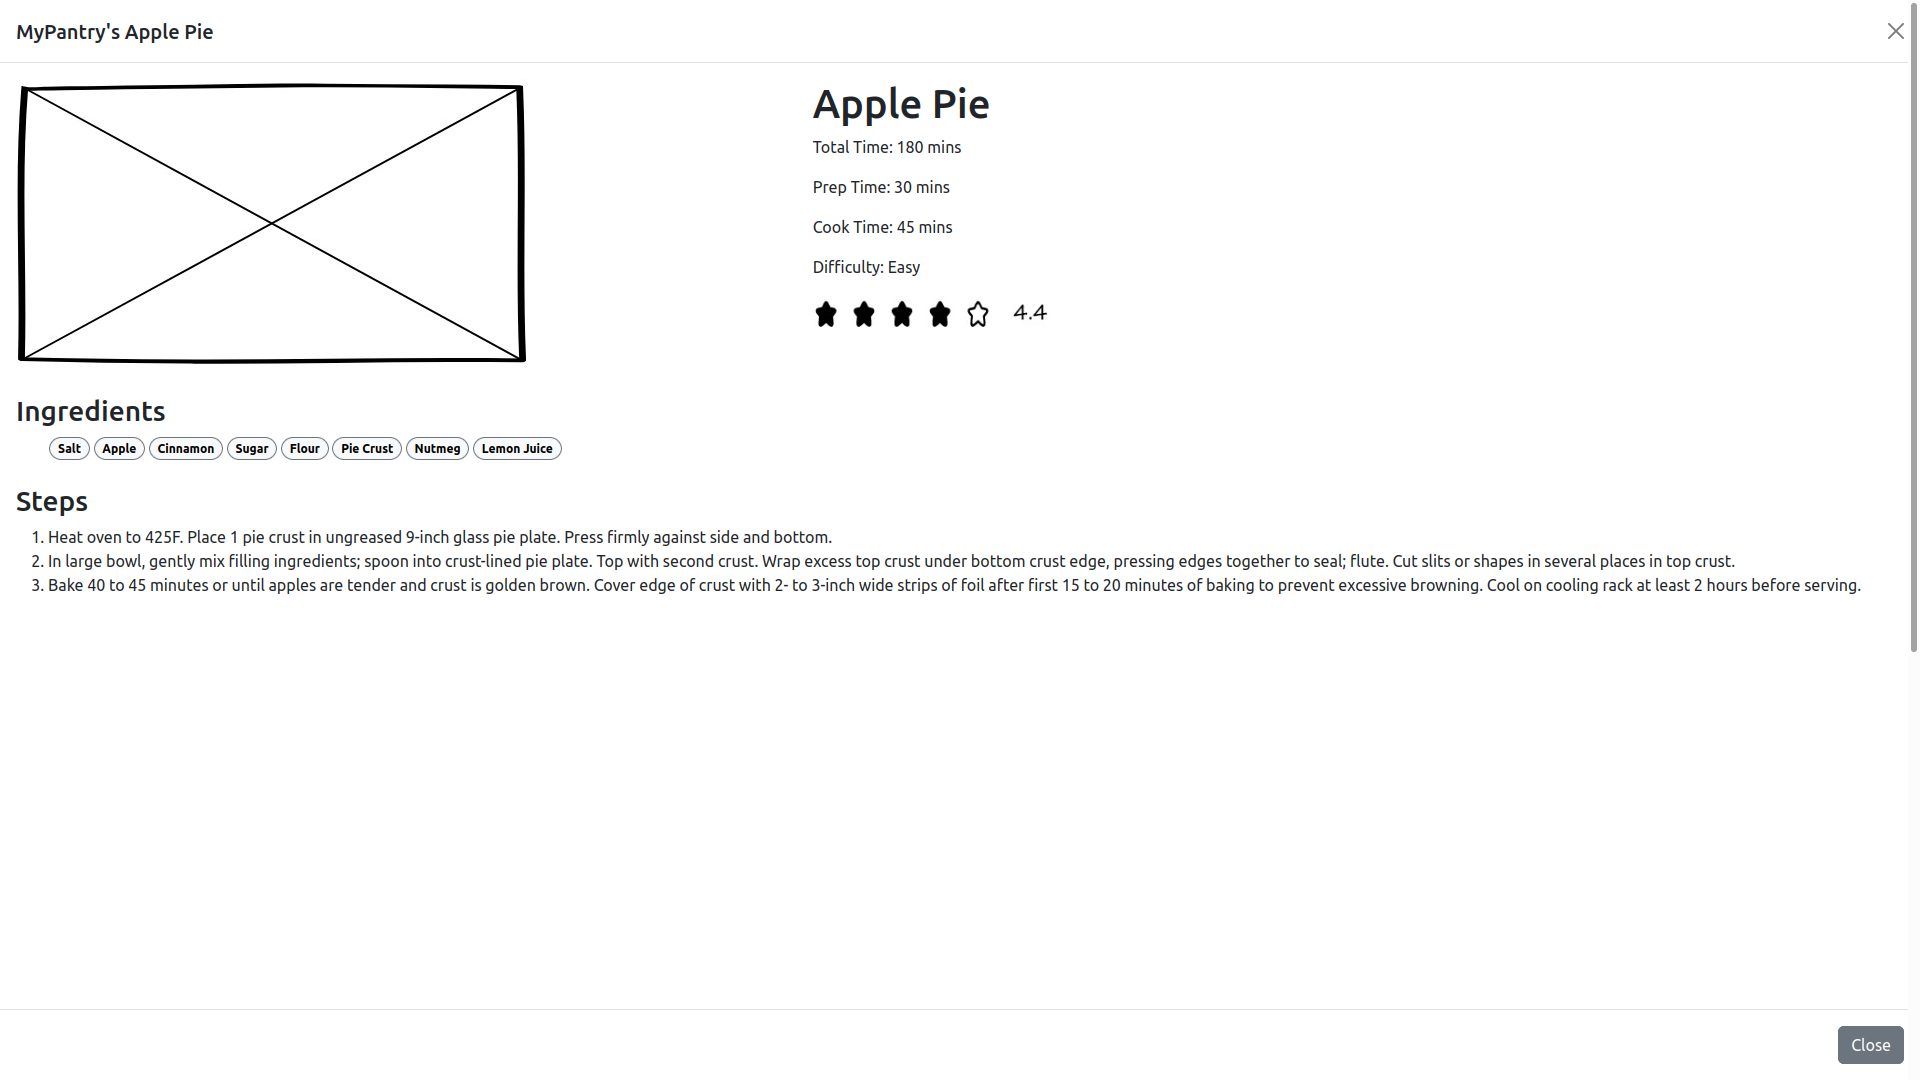 MyPantry's Apple Pie
Apple Pie
Total Time: 180 mins
Prep Time: 30 mins
Cook Time: 45 mins
Difficulty: Easy
4.4
Ingredients
Salt Apple Cinnamon Sugar Flour Pie Crust Nutmeg Lemon Juice
Steps
1. Heat oven to 425F. Place 1 pie crust in ungreased 9-inch glass pie plate. Press firmly against side and bottom.
2. In large bowl, gently mix filling ingredients; spoon into crust-lined pie plate. Top with second crust. Wrap excess top crust under bottom crust edge, pressing edges together to seal; flute. Cut slits or shapes in several places in top crust.
3. Bake 40 to 45 minutes or until apples are tender and crust is golden brown. Cover edge of crust with 2- to 3-inch wide strips of foil after first 15 to 20 minutes of baking to prevent excessive browning. Cool on cooling rack at least 2 hours before serving.
Close